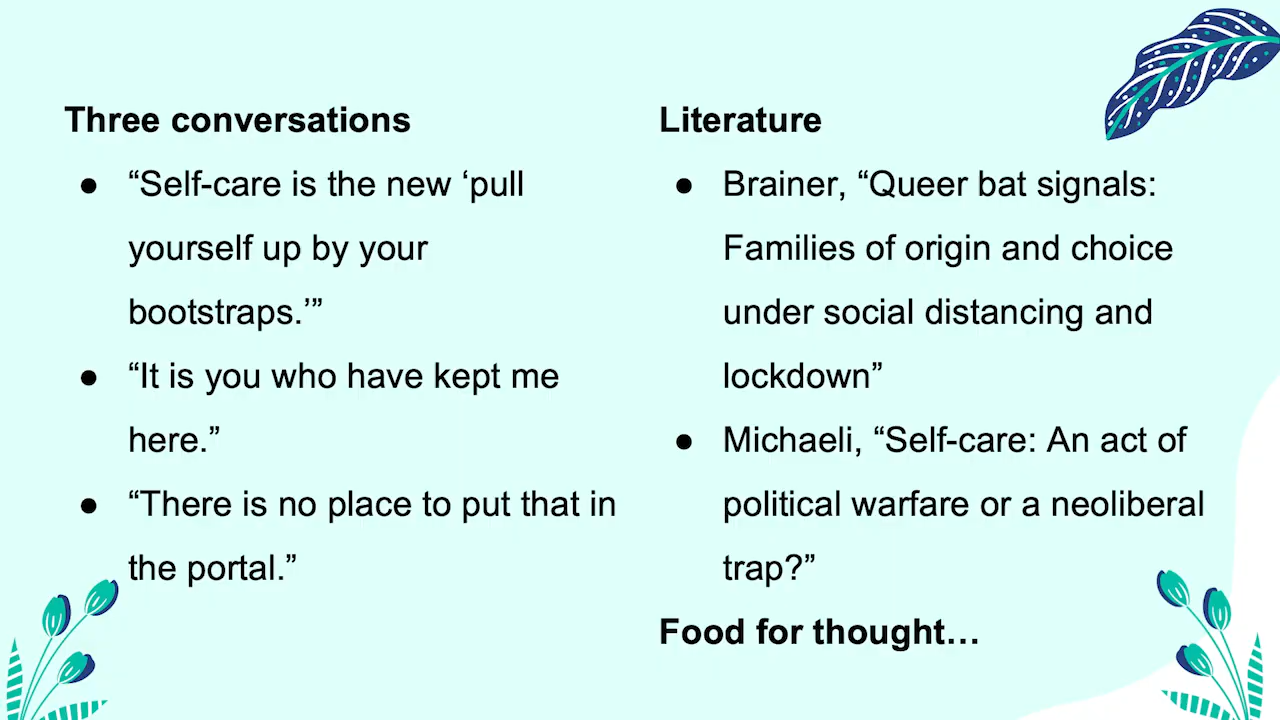 Three conversations
● “Self-care is the new ‘pull
yourself up by your
bootstraps.’”
● “It is you who have kept me
here.”
● “There is no place to put that in
the portal.”
Literature
● Brainer, “Queer bat signals:
Families of origin and choice
under social distancing and
lockdown”
● Michaeli, “Self-care: An act of
political warfare or a neoliberal
trap?”
Food for thought…